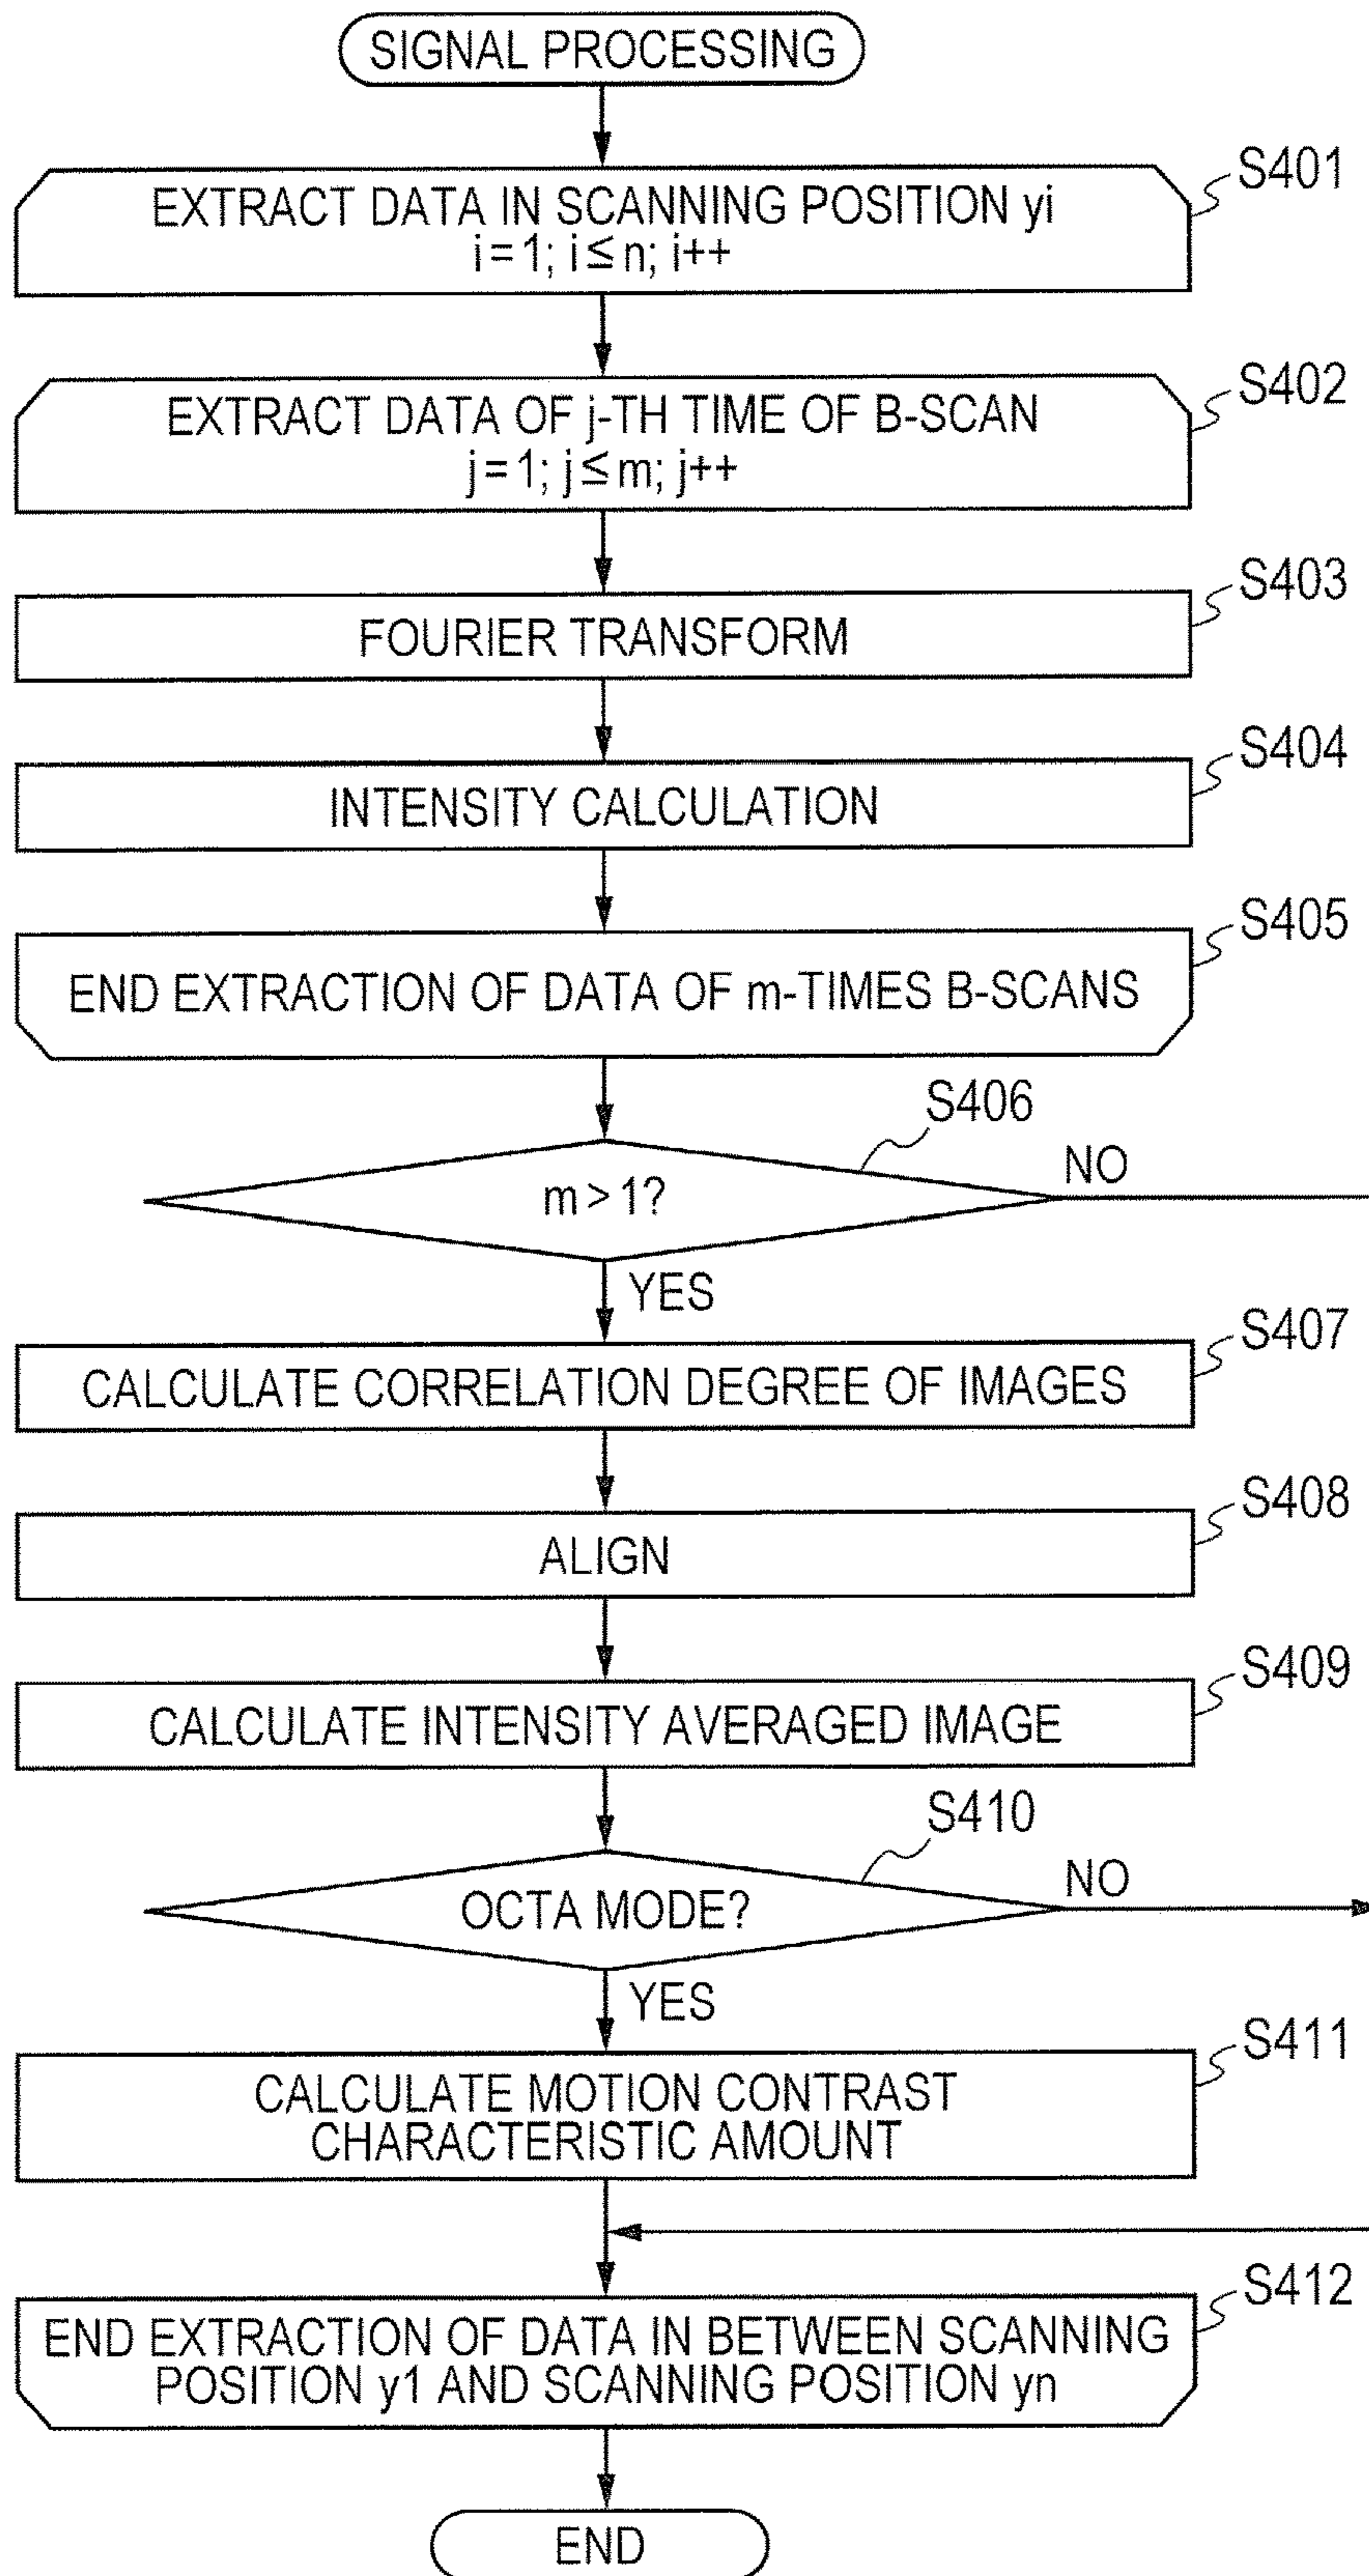 SIGNAL PROCESSING
S401
EXTRACT DATA IN SCANNING POSITION yi
i = 1; i ≤ n; i++
S402
EXTRACT DATA OF j-TH TIME OF B-SCAN
j = 1; j ≤ m; j++
S403
FOURIER TRANSFORM
S404
INTENSITY CALCULATION
S405
END EXTRACTION OF DATA OF m-TIMES B-SCANS
S406
m > 1?
NO
YES
S407
CALCULATE CORRELATION DEGREE OF IMAGES
S408
ALIGN
S409
CALCULATE INTENSITY AVERAGED IMAGE
S410
OCTA MODE?
NO
YES
S411
CALCULATE MOTION CONTRAST
CHARACTERISTIC AMOUNT
S412
END EXTRACTION OF DATA IN BETWEEN SCANNING
POSITION y1 AND SCANNING POSITION yn
END